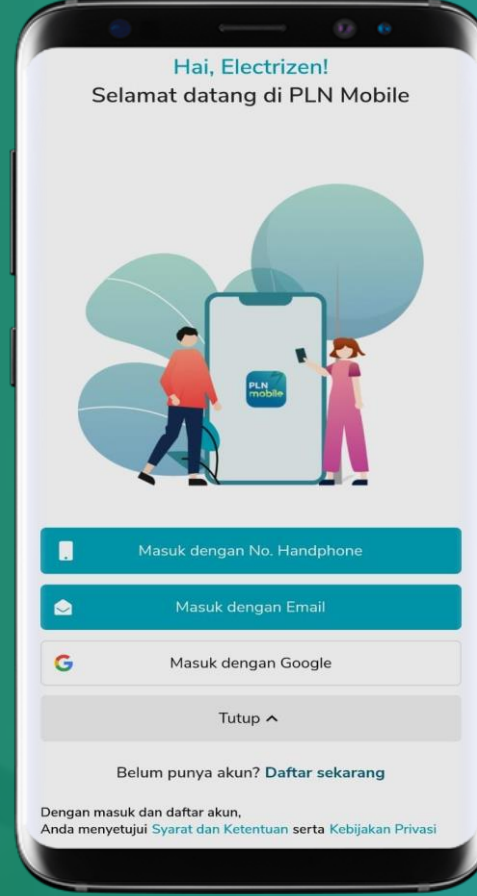 Hai, Electrizen!
Selamat datang di PLN Mobile
PLN
mobile
Masuk dengan No. Handphone
Masuk dengan Email
Masuk dengan Google
Tutup
Belum punya akun? Daftar sekarang
Dengan masuk dan daftar akun,
Anda menyetujui Syarat dan Ketentuan serta Kebijakan Privasi